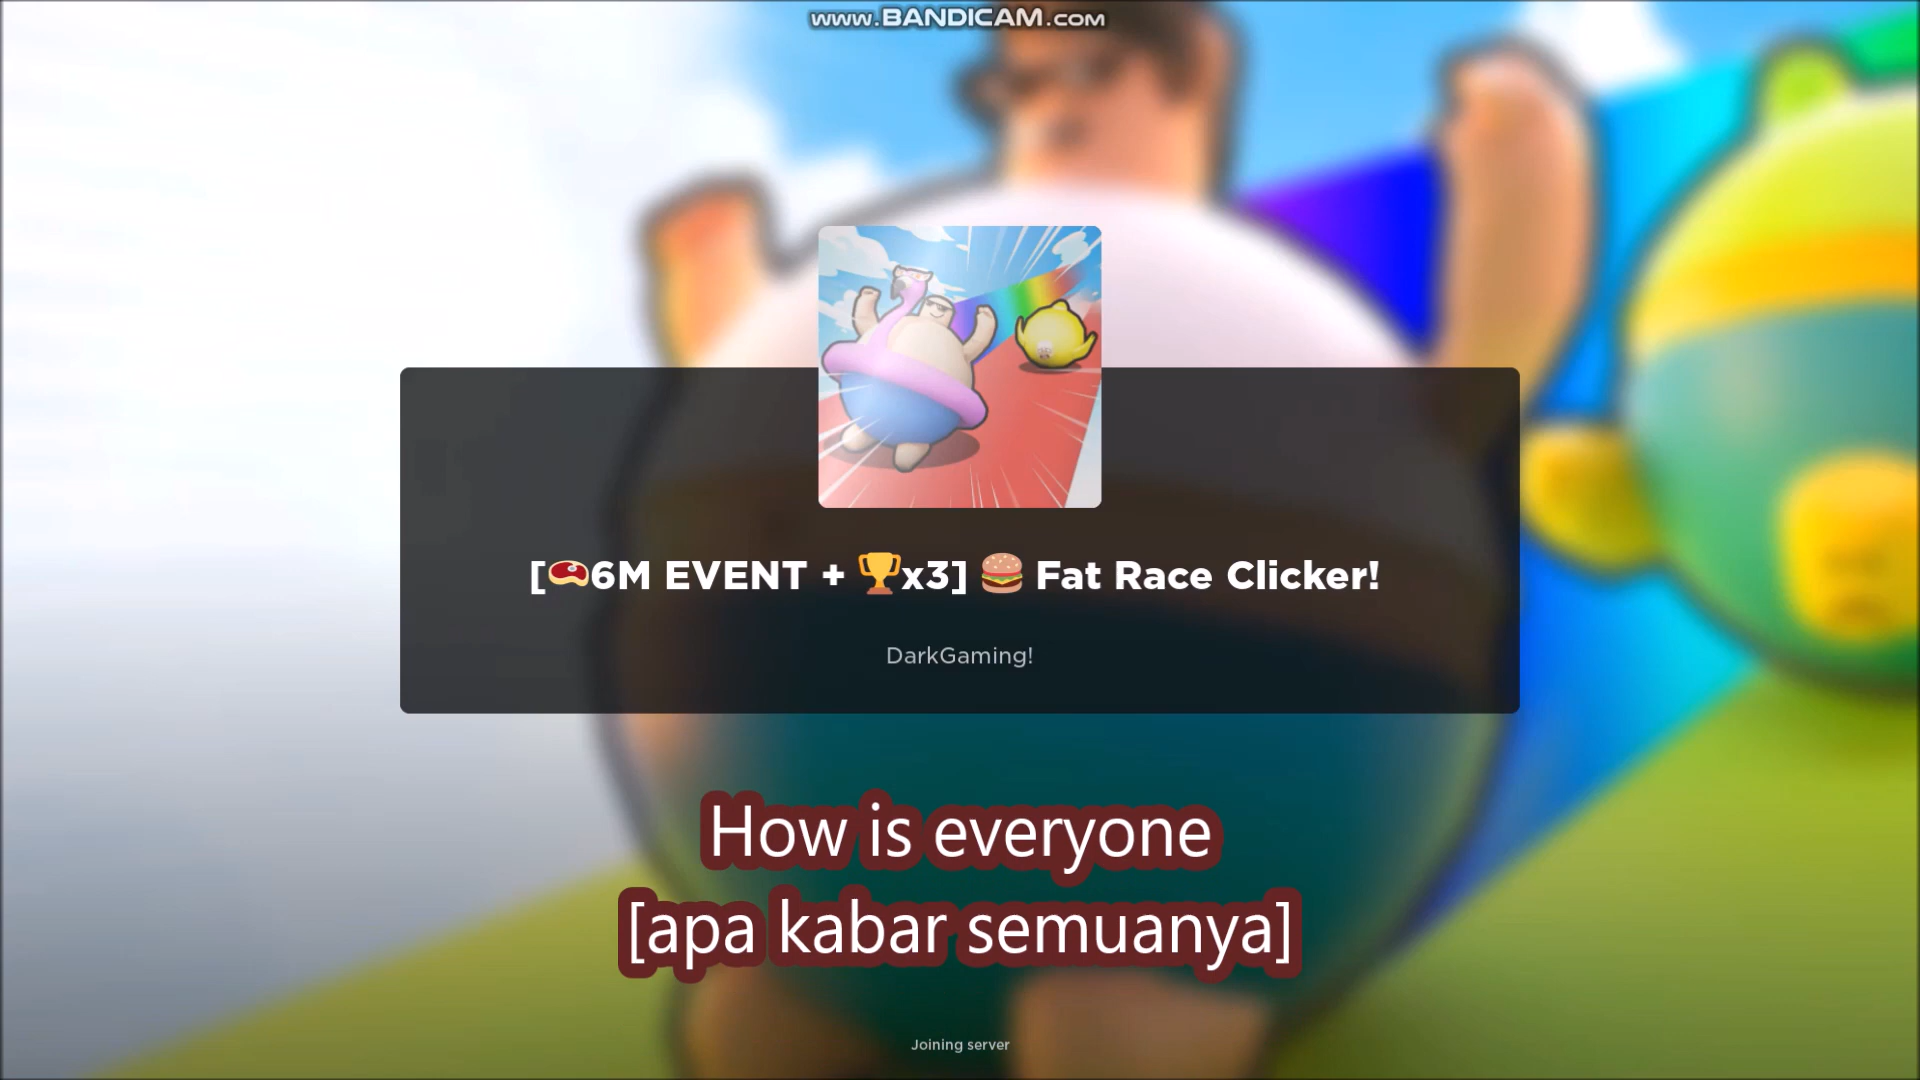 www.BANDICAM.com
[🥩6M EVENT + 🏆x3] 🍔 Fat Race Clicker!
DarkGaming!
How is everyone
[apa kabar semuanya]
Joining server